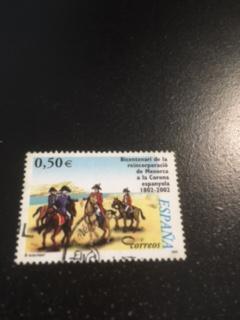 0,50 €
Bicentenari de la
reincorporació
de Menorca
a la Corona
espanyola
1802-2002
ESPAÑA
Correos